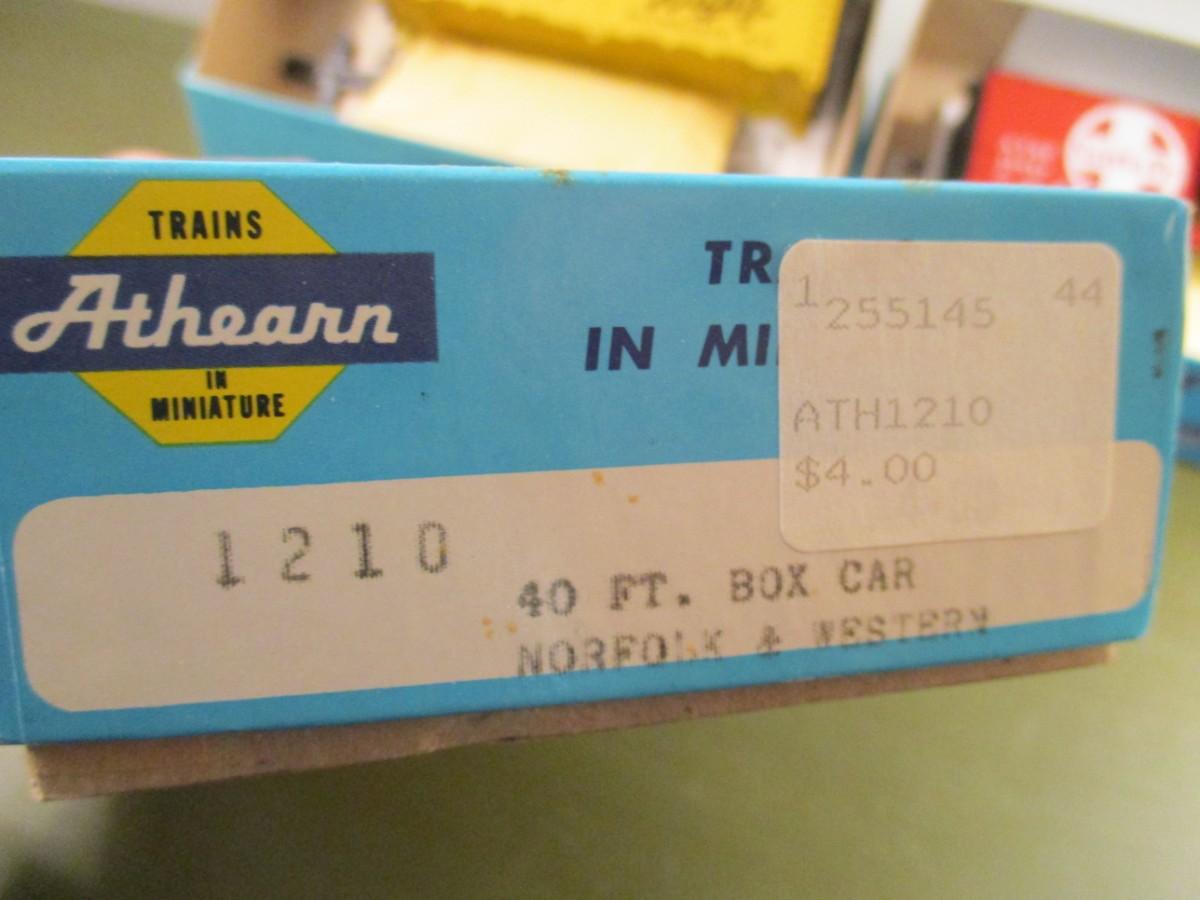 TRAINS
Athearn
IN
MINIATURE
TR
IN MI
1 255145 44
ATH1210
$4.00
1210
40 FT. BOX CAR
NORFOLK & WESTERN